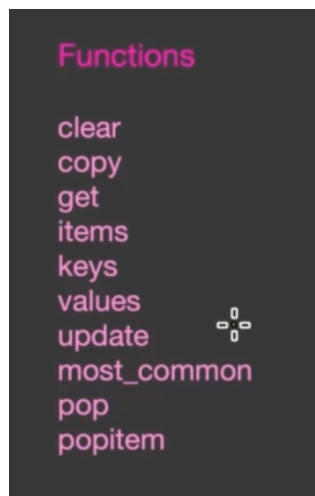 Functions
clear
copy
get
items
keys
values
update
most_common
pop
popitem